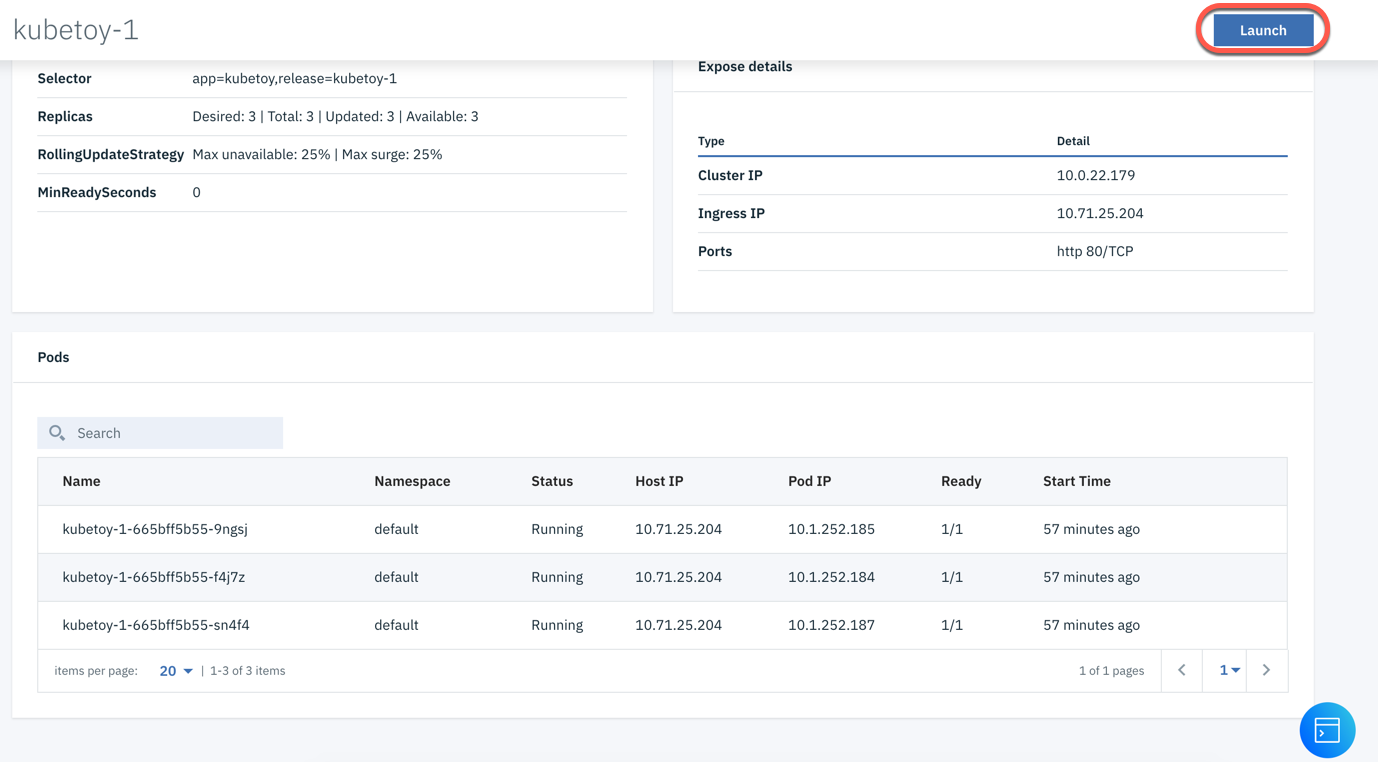 kubetoy-1
Launch
Selector app=kubetoy,release=kubetoy-1
Replicas Desired: 3 | Total: 3 | Updated: 3 | Available: 3
RollingUpdateStrategy Max unavailable: 25% | Max surge: 25%
MinReadySeconds 0
Expose details
Type Detail
Cluster IP 10.0.22.179
Ingress IP 10.71.25.204
Ports http 80/TCP
Pods
Search
Name Namespace Status Host IP Pod IP Ready Start Time
kubetoy-1-665bff5b55-9ngsj default Running 10.71.25.204 10.1.252.185 1/1 57 minutes ago
kubetoy-1-665bff5b55-f4j7z default Running 10.71.25.204 10.1.252.184 1/1 57 minutes ago
kubetoy-1-665bff5b55-sn4f4 default Running 10.71.25.204 10.1.252.187 1/1 57 minutes ago
items per page: 20 | 1-3 of 3 items 1 of 1 pages 1